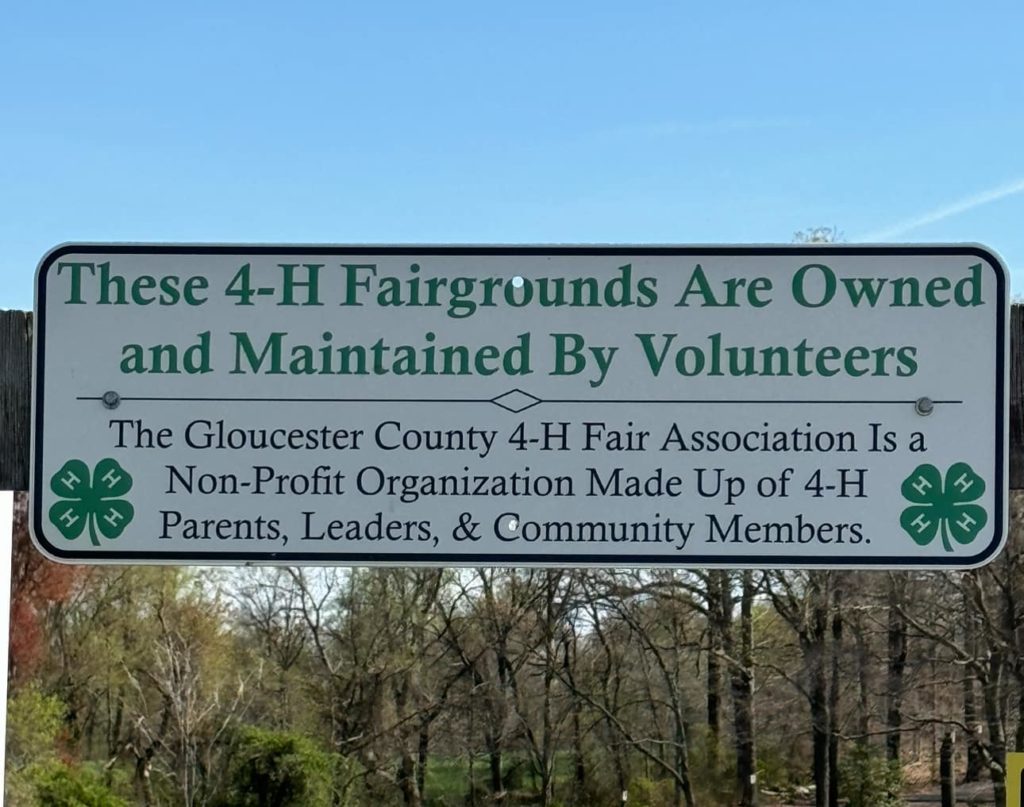 These 4-H Fairgrounds Are Owned
and Maintained By Volunteers
The Gloucester County 4-H Fair Association Is a
Non-Profit Organization Made Up of 4-H
Parents, Leaders, & Community Members.
H H H H
H H H H